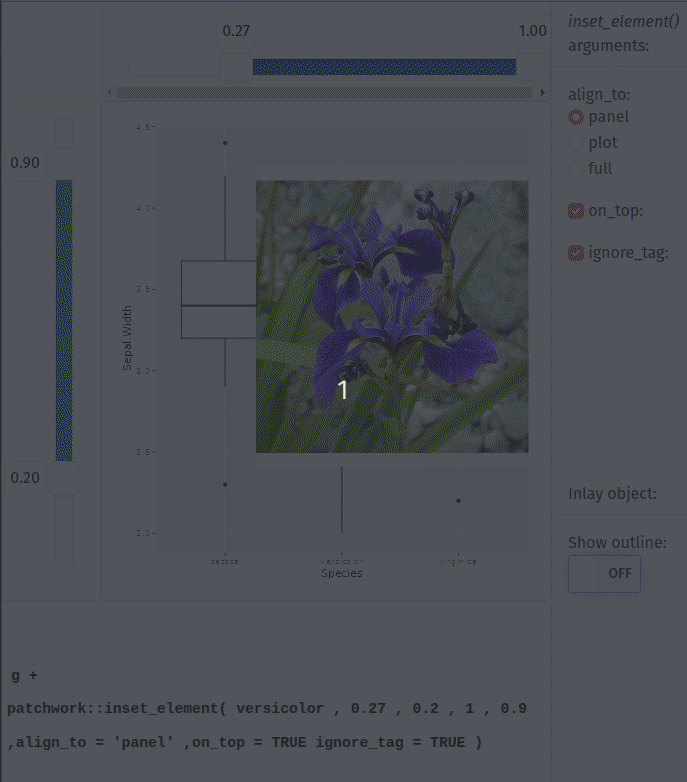 0.27
1.00
inset_element()
arguments:
align_to:
panel
plot
full
on_top:
ignore_tag:
0.90
0.20
4.5
4.0
3.5
3.0
2.5
2.0
Sepal.Width
1
setosa
versicolor
virginica
Species
Inlay object:
Show outline:
OFF
g +
patchwork::inset_element( versicolor , 0.27 , 0.2 , 1 , 0.9
,align_to = 'panel' ,on_top = TRUE ignore_tag = TRUE )